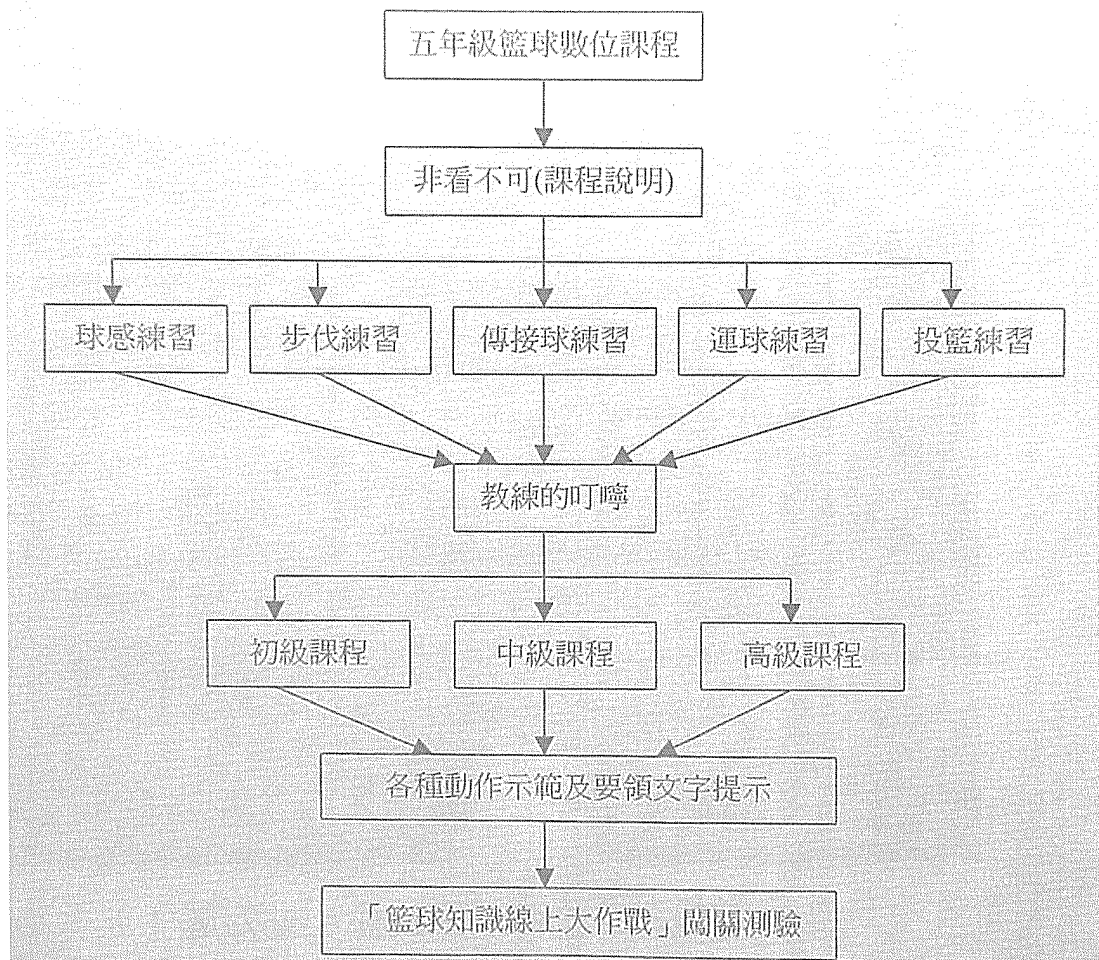 五年級籃球數位課程
非看不可(課程說明)
球感練習
步伐練習
傳接球練習
運球練習
投籃練習
教練的叮嚀
初級課程
中級課程
高級課程
各種動作示範及要領文字提示
「籃球知識線上大作戰」闖關測驗